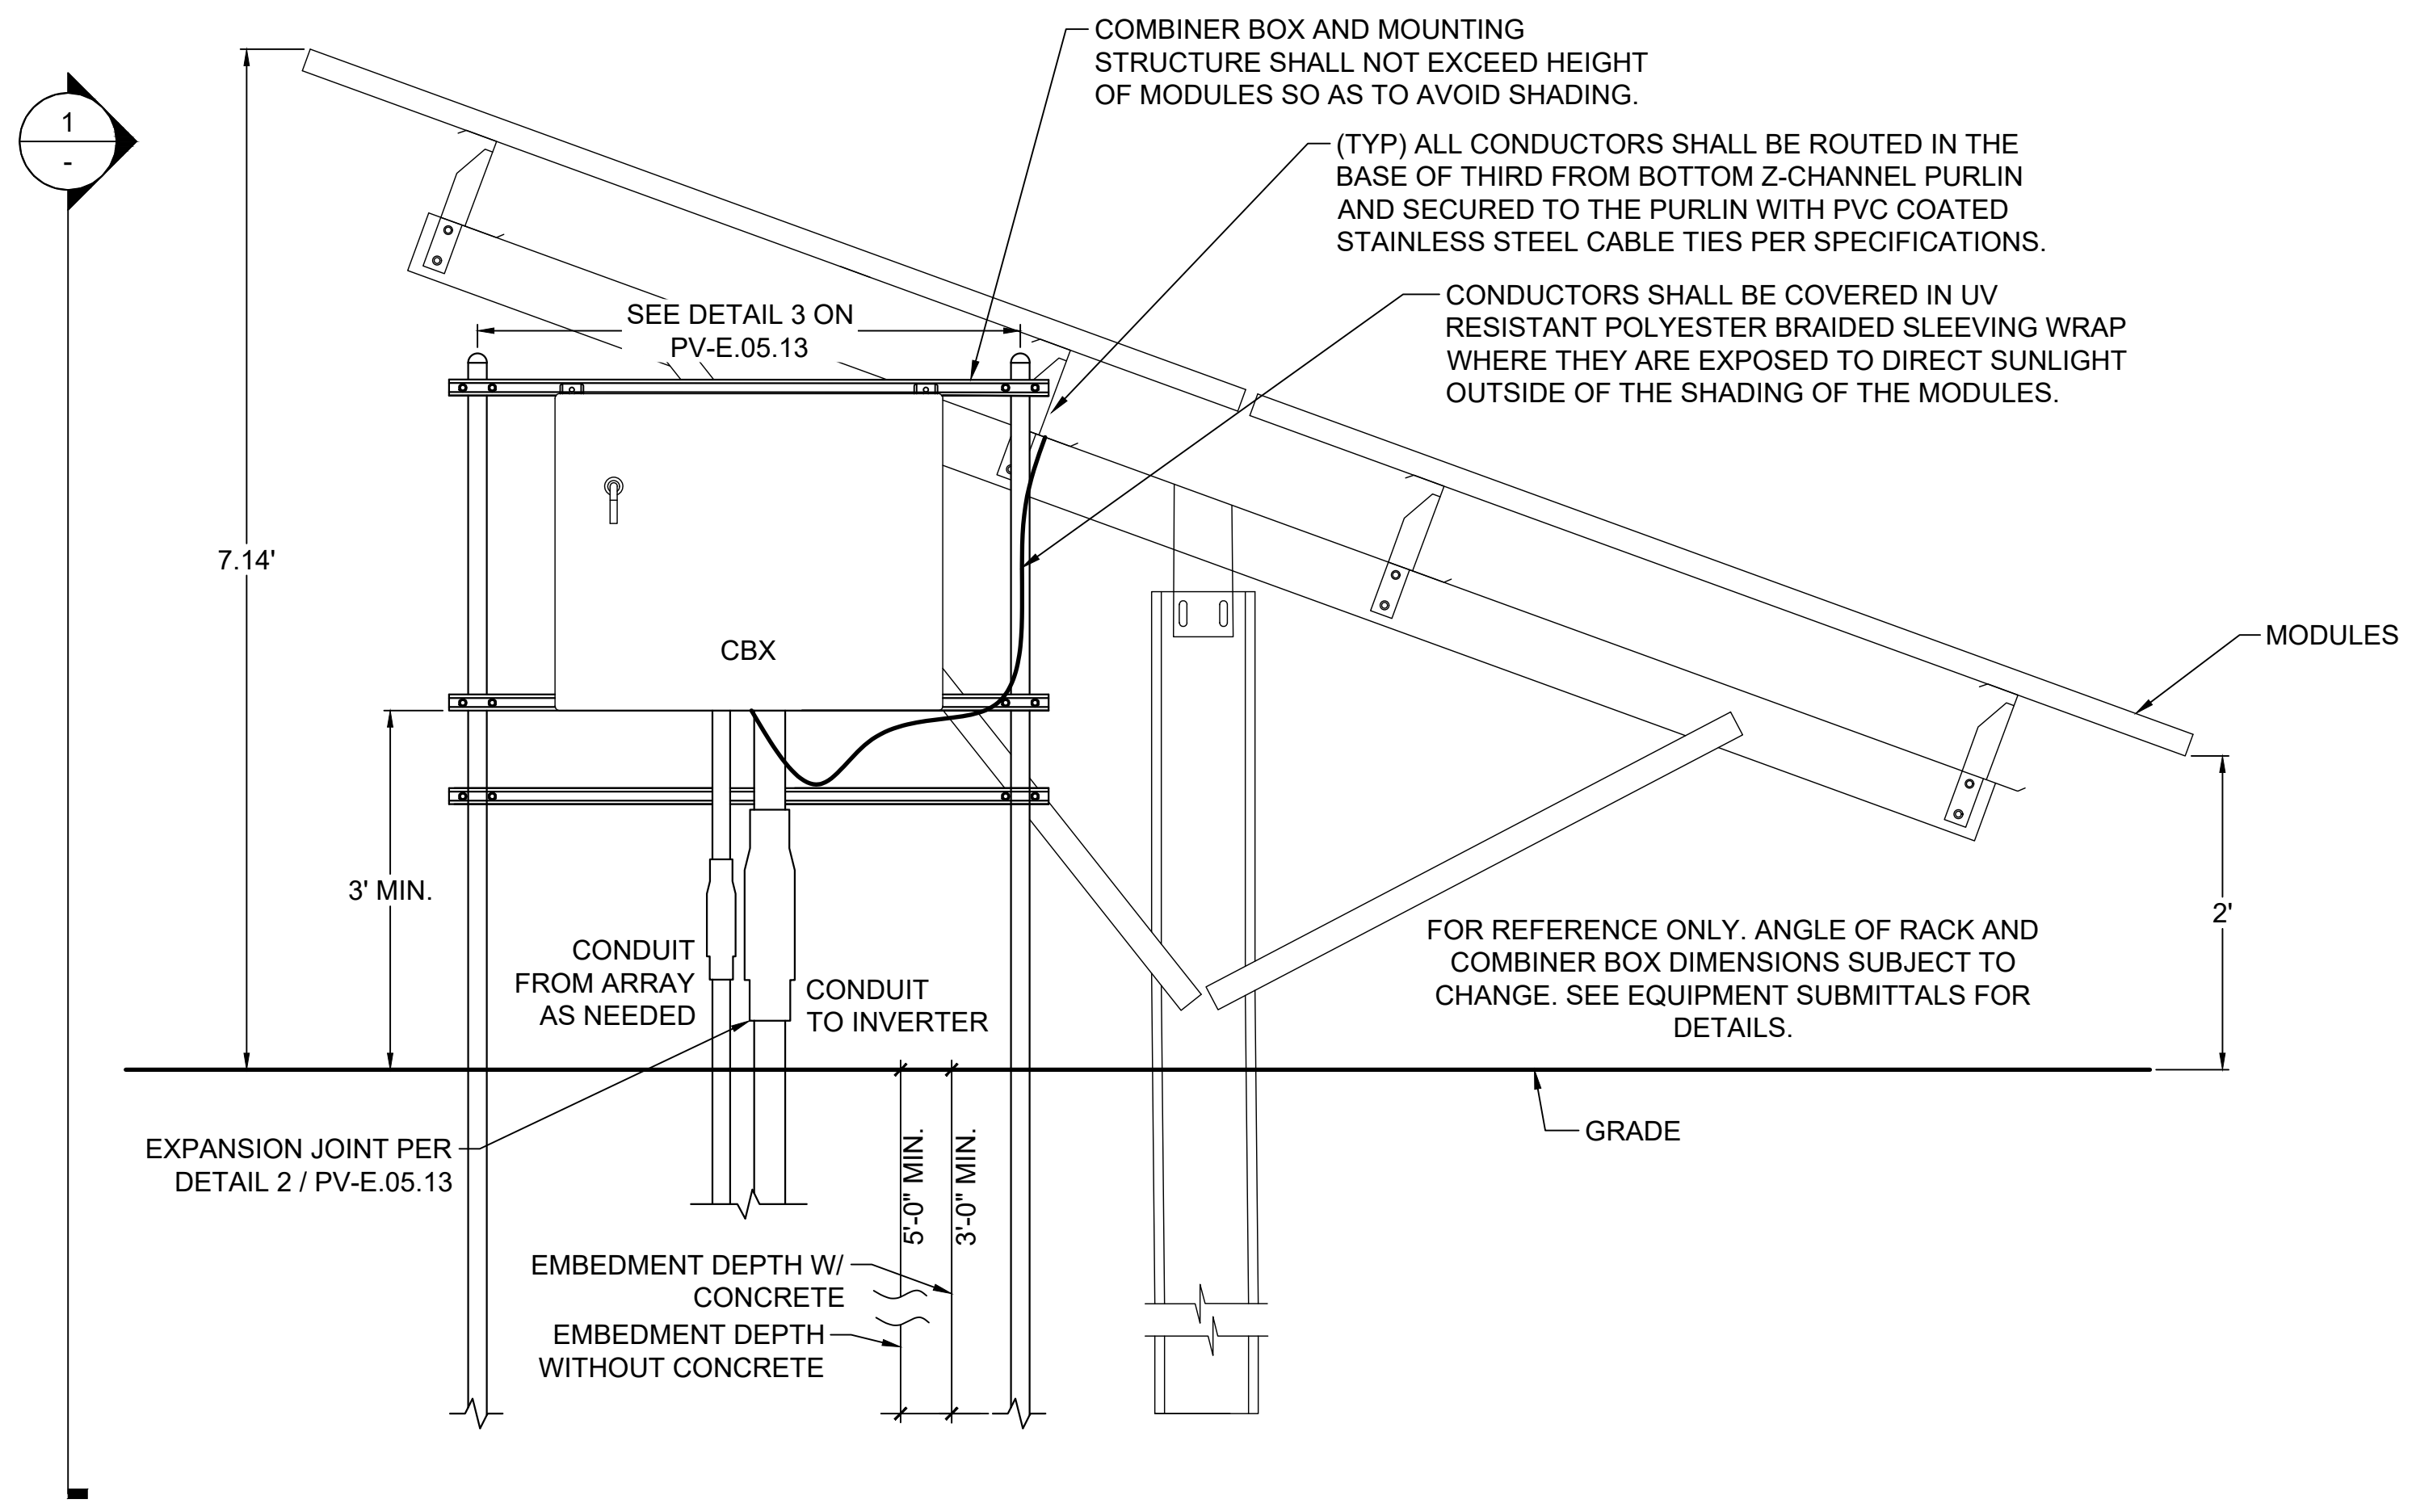 COMBINER BOX AND MOUNTING
STRUCTURE SHALL NOT EXCEED HEIGHT
OF MODULES SO AS TO AVOID SHADING.
1
-
(TYP) ALL CONDUCTORS SHALL BE ROUTED IN THE
BASE OF THIRD FROM BOTTOM Z-CHANNEL PURLIN
AND SECURED TO THE PURLIN WITH PVC COATED
STAINLESS STEEL CABLE TIES PER SPECIFICATIONS.
CONDUCTORS SHALL BE COVERED IN UV
RESISTANT POLYESTER BRAIDED SLEEVING WRAP
WHERE THEY ARE EXPOSED TO DIRECT SUNLIGHT
OUTSIDE OF THE SHADING OF THE MODULES.
SEE DETAIL 3 ON
PV-E.05.13
7.14'
CBX
MODULES
3' MIN.
2'
CONDUIT
FROM ARRAY
AS NEEDED
CONDUIT
TO INVERTER
FOR REFERENCE ONLY. ANGLE OF RACK AND
COMBINER BOX DIMENSIONS SUBJECT TO
CHANGE. SEE EQUIPMENT SUBMITTALS FOR
DETAILS.
GRADE
EXPANSION JOINT PER
DETAIL 2 / PV-E.05.13
5'-0" MIN.
3'-0" MIN.
EMBEDMENT DEPTH W/
CONCRETE
EMBEDMENT DEPTH
WITHOUT CONCRETE